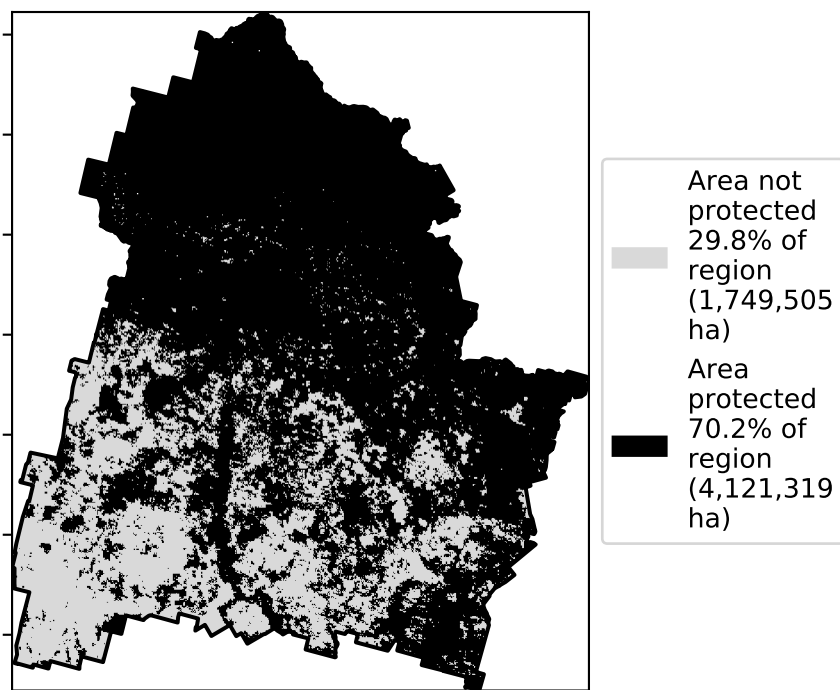 Area not
protected
29.8% of
region
(1,749,505
ha)
Area
protected
70.2% of
region
(4,121,319
ha)